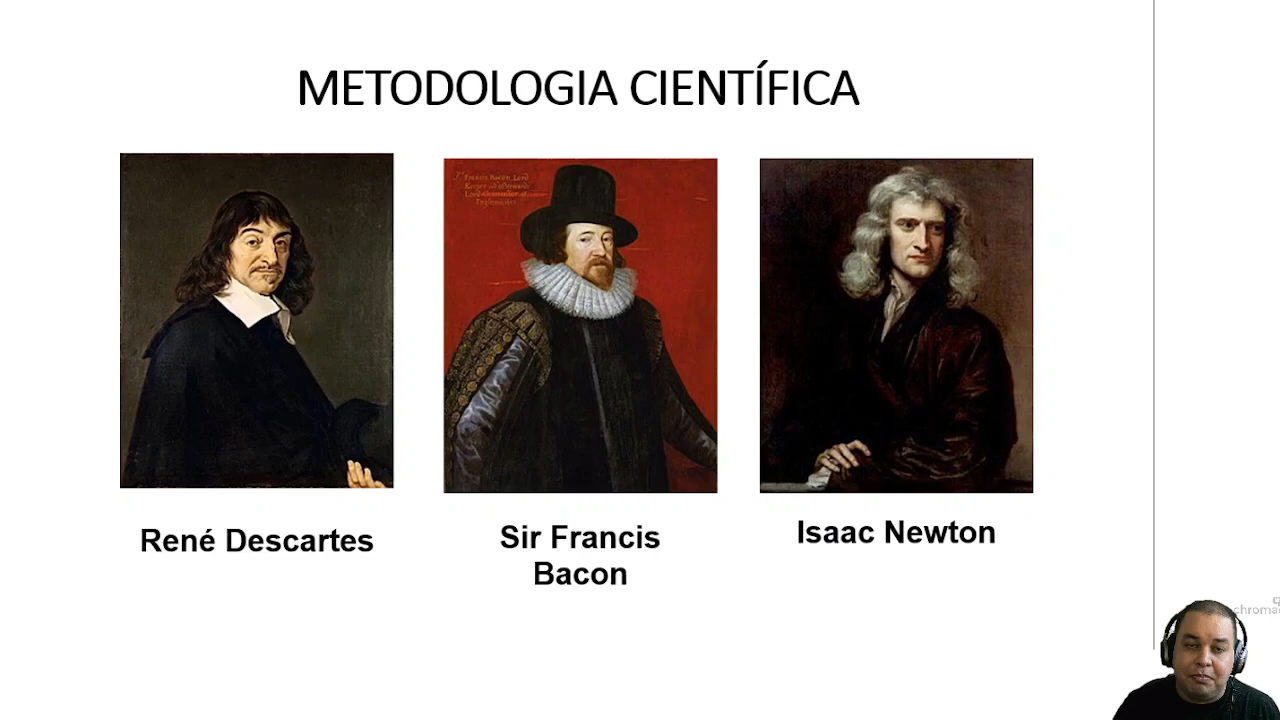 METODOLOGIA CIENTÍFICA
René Descartes
Sir Francis
Bacon
Isaac Newton